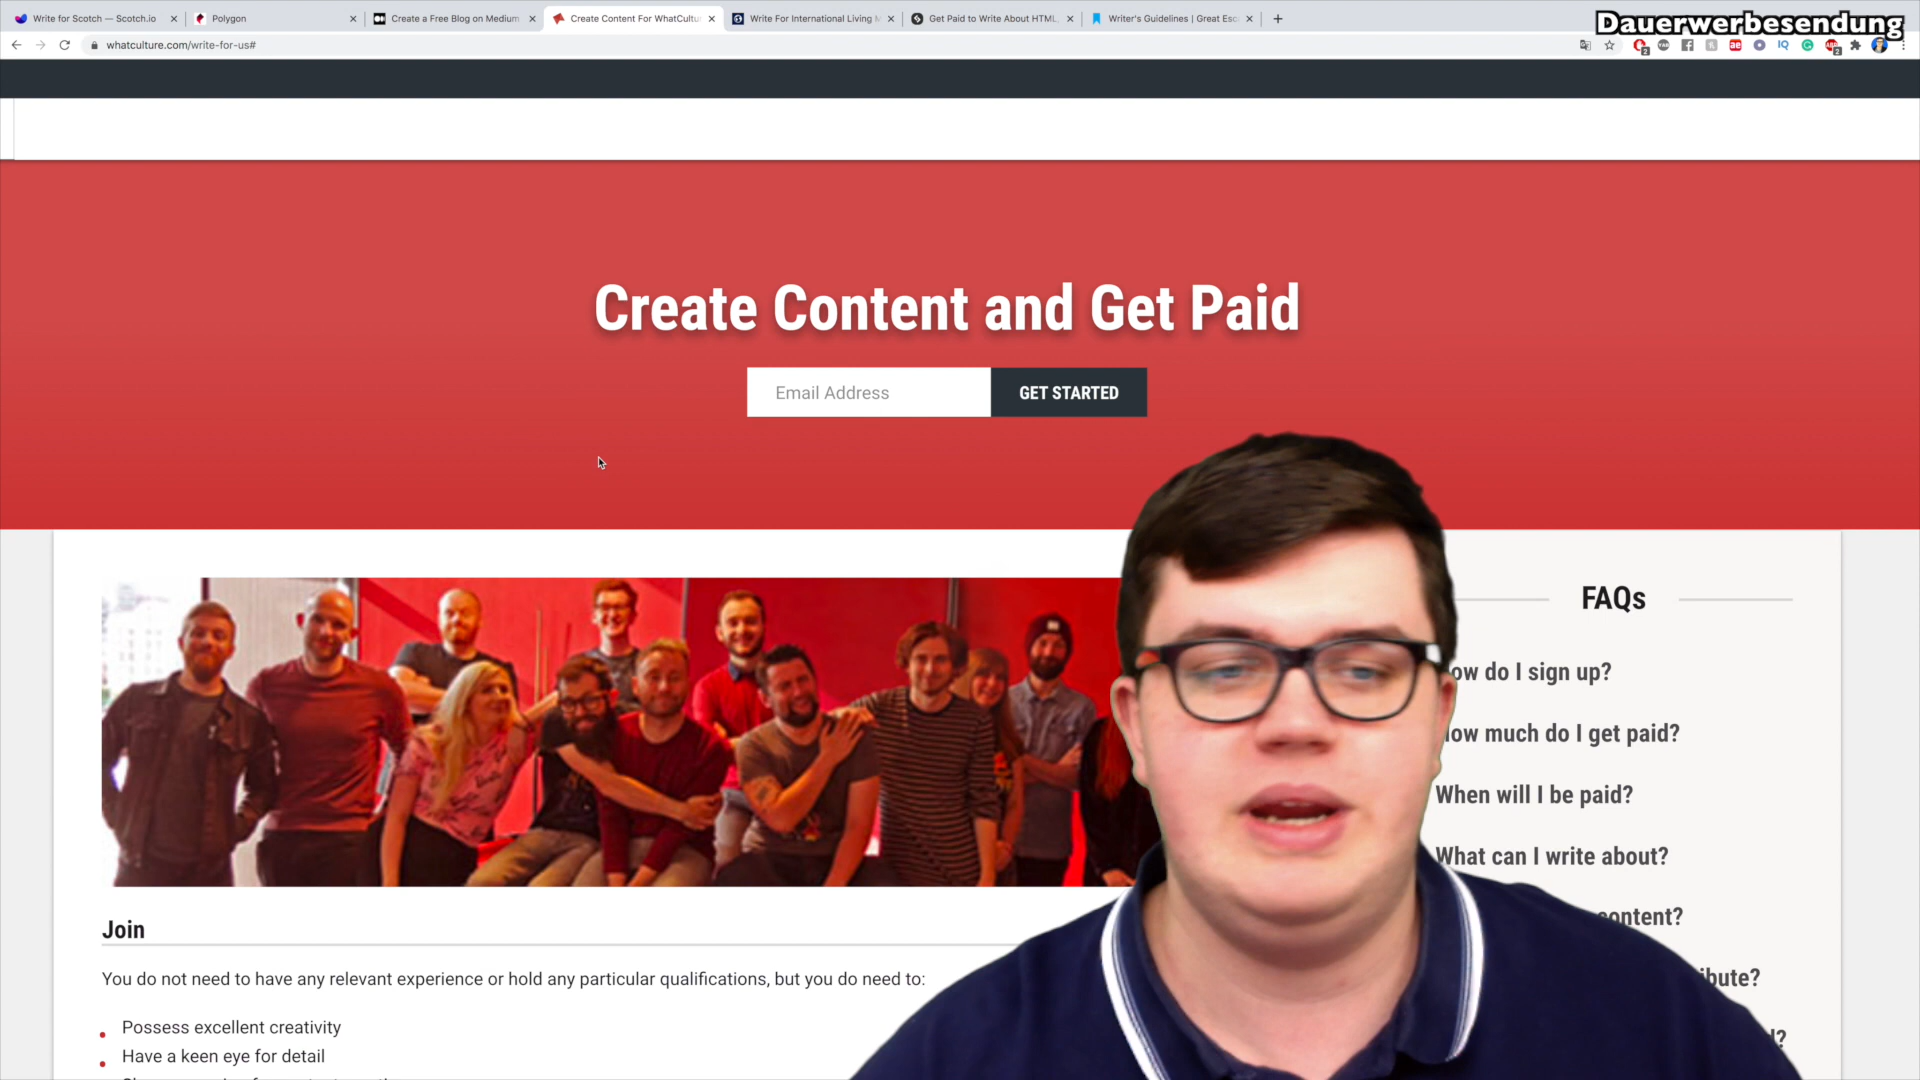 Write for Scotch — Scotch.io
Polygon
Create a Free Blog on Medium
Create Content For WhatCultu
Write For International Living
Get Paid to Write About HTML,
Writer's Guidelines | Great Esc
Dauerwerbesendung
whatculture.com/write-for-us#
Create Content and Get Paid
Email Address
GET STARTED
FAQs
ow do I sign up?
ow much do I get paid?
When will I be paid?
What can I write about?
content?
bute?
Join
You do not need to have any relevant experience or hold any particular qualifications, but you do need to:
Possess excellent creativity
Have a keen eye for detail